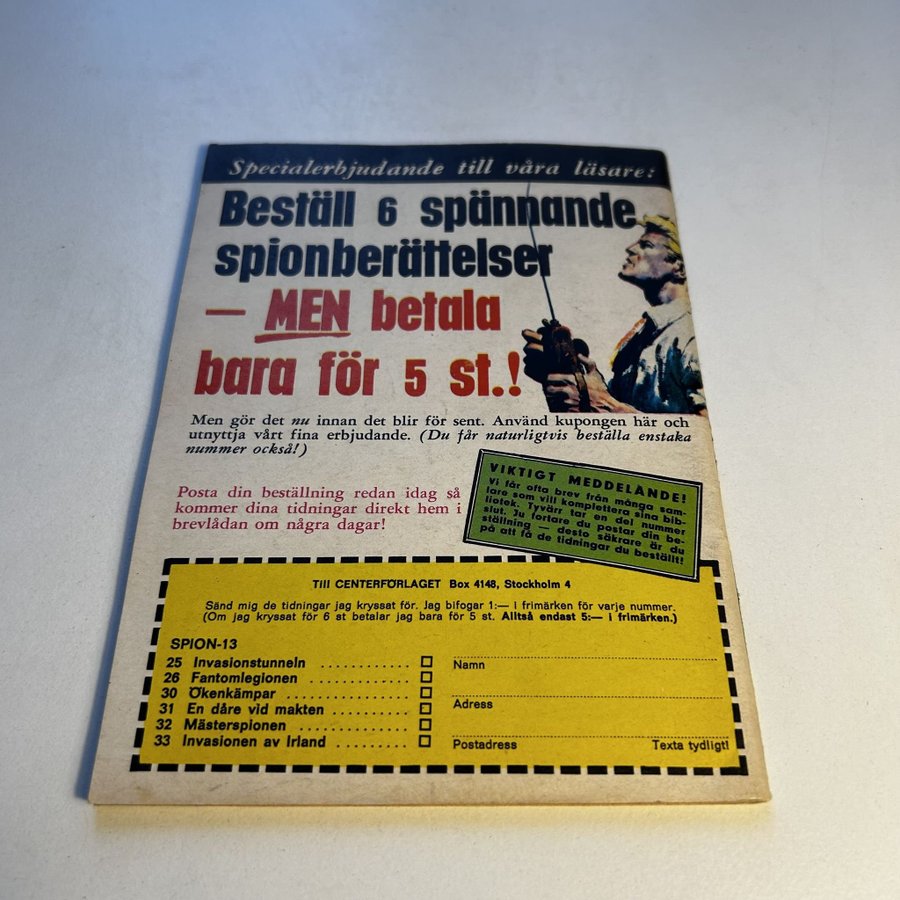 Specialerbjudande till våra läsare:
Beställ 6 spännande
spionberättelser
— MEN betala
bara för 5 st.!
Men gör det nu innan det blir för sent. Använd kupongen här och
utnyttja vårt fina erbjudande. (Du får naturligtvis beställa enstaka
nummer också!)
Posta din beställning redan idag så
kommer dina tidningar direkt hem i
brevlådan om några dagar!
VIKTIGT MEDDELANDE!
Vi får ofta brev från många sam-
lare som vill komplettera sina bib-
liotek. Tyvärr tar en del nummer
slut. Ju fortare du postar din be-
ställning — desto säkrare är du
på att få de tidningar du beställt!
Till CENTERFÖRLAGET Box 4148, Stockholm 4
Sänd mig de tidningar jag kryssat för. Jag bifogar 1:— i frimärken för varje nummer.
(Om jag kryssat för 6 st betalar jag bara för 5 st. Alltså endast 5:— i frimärken.)
SPION-13
25 Invasionstunneln ............
26 Fantomlegionen ............
30 Ökenkämpar ............
31 En dåre vid makten ............
32 Mästerspionen ............
33 Invasionen av Irland ............
Namn
Adress
Postadress Texta tydligt!